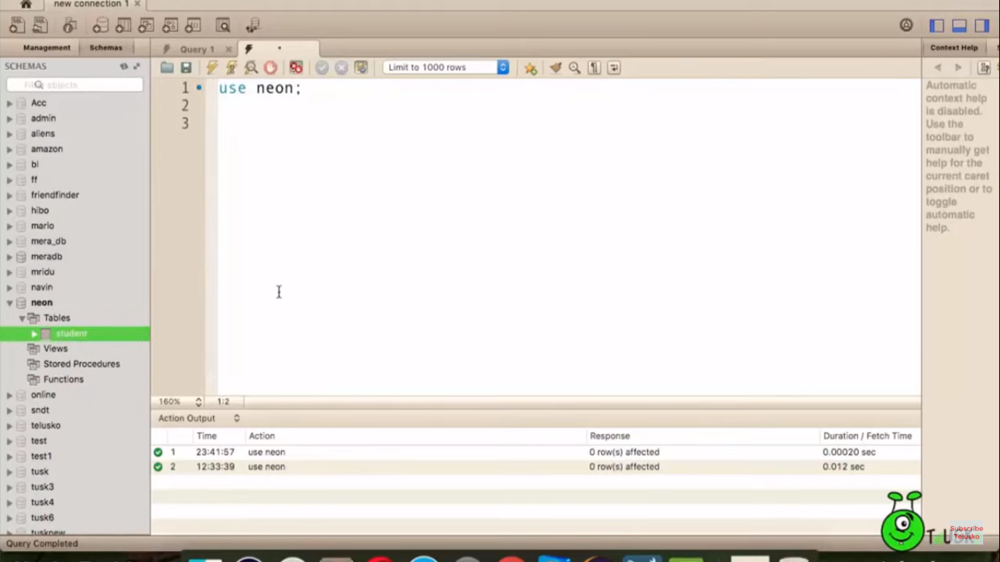 new connection 1
Management Schemas
Query 1
Context Help
SCHEMAS
Limit to 1000 rows
Filter objects
Acc
admin
aliens
amazon
bl
ff
friendfinder
hibo
mario
mera_db
meradb
mridu
navin
neon
Tables
student
Views
Stored Procedures
Functions
online
sndt
telusko
test
test1
tusk
tusk3
tusk4
tusk6
tusknew
1 use neon;
2
3
Automatic
context help
is disabled.
Use the
toolbar to
manually get
help for the
current caret
position or to
toggle
automatic
help.
160% 1:2
Action Output
Time Action Response Duration / Fetch Time
1 23:41:57 use neon 0 row(s) affected 0.00020 sec
2 12:33:39 use neon 0 row(s) affected 0.012 sec
Query Completed
Subscribe
Telusko